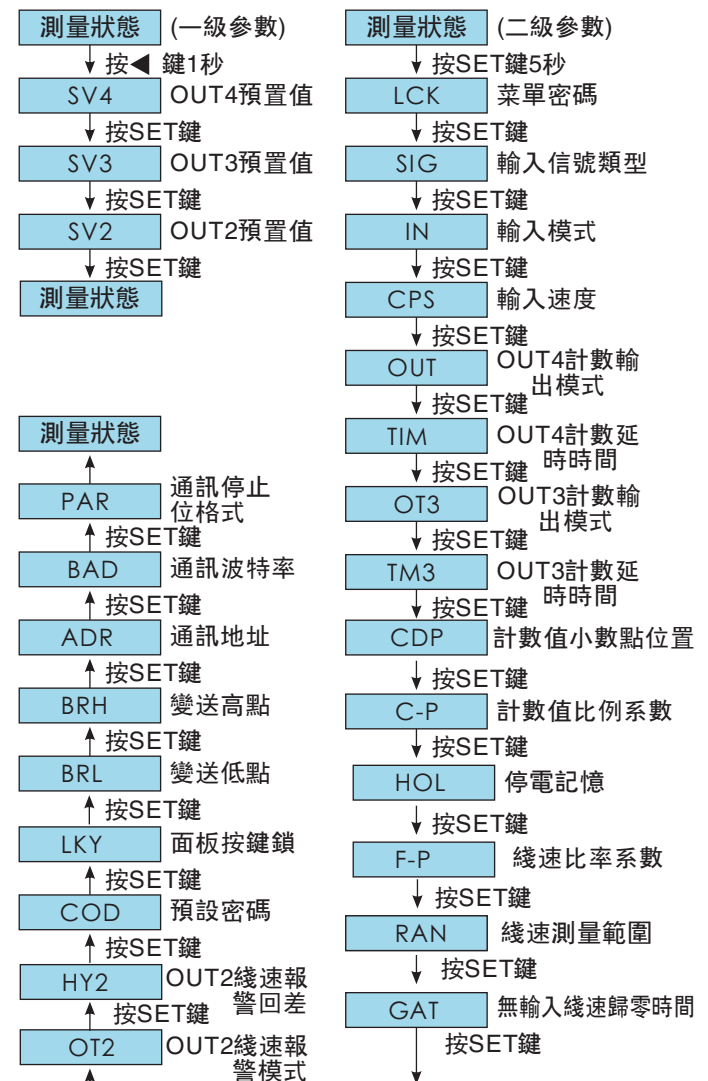 測量狀態 (一級參數)
按◀ 鍵1秒
SV4 OUT4預置值
按SET鍵
SV3 OUT3預置值
按SET鍵
SV2 OUT2預置值
按SET鍵
測量狀態
測量狀態
PAR 通訊停止
位格式
按SET鍵
BAD 通訊波特率
按SET鍵
ADR 通訊地址
按SET鍵
BRH 變送高點
按SET鍵
BRL 變送低點
按SET鍵
LKY 面板按鍵鎖
按SET鍵
COD 預設密碼
按SET鍵
HY2 OUT2綫速報
警回差
按SET鍵
OT2 OUT2綫速報
警模式
測量狀態 (二級參數)
按SET鍵5秒
LCK 菜單密碼
按SET鍵
SIG 輸入信號類型
按SET鍵
IN 輸入模式
按SET鍵
CPS 輸入速度
按SET鍵
OUT OUT4計數輸
出模式
按SET鍵
TIM OUT4計數延
時時間
按SET鍵
OT3 OUT3計數輸
出模式
按SET鍵
TM3 OUT3計數延
時時間
按SET鍵
CDP 計數值小數點位置
按SET鍵
C-P 計數值比例系數
按SET鍵
HOL 停電記憶
按SET鍵
F-P 綫速比率系數
按SET鍵
RAN 綫速測量範圍
按SET鍵
GAT 無輸入綫速歸零時間
按SET鍵